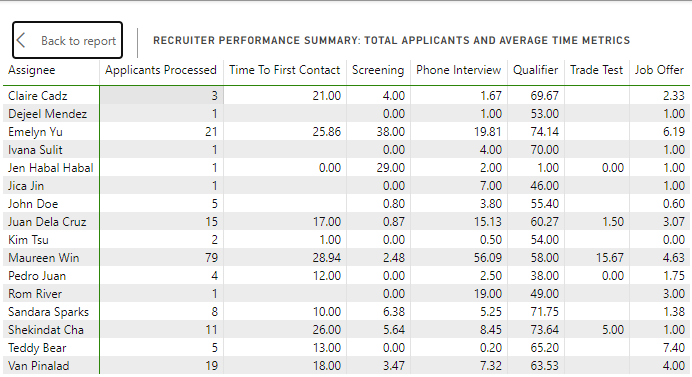 Back to report
RECRUITER PERFORMANCE SUMMARY: TOTAL APPLICANTS AND AVERAGE TIME METRICS
Assignee Applicants Processed Time To First Contact Screening Phone Interview Qualifier Trade Test Job Offer
Claire Cadz 3 21.00 4.00 1.67 69.67 2.33
Dejeel Mendez 1 0.00 1.00 53.00 1.00
Emelyn Yu 21 25.86 38.00 19.81 74.14 6.19
Ivana Sulit 1 0.00 4.00 70.00 1.00
Jen Habal Habal 1 0.00 29.00 2.00 1.00 0.00 1.00
Jica Jin 1 0.00 7.00 46.00 1.00
John Doe 5 0.80 3.80 55.40 0.60
Juan Dela Cruz 15 17.00 0.87 15.13 60.27 1.50 3.07
Kim Tsu 2 1.00 0.00 0.50 54.00 0.00
Maureen Win 79 28.94 2.48 56.09 58.00 15.67 4.63
Pedro Juan 4 12.00 0.00 2.50 38.00 0.00 1.75
Rom River 1 0.00 19.00 49.00 3.00
Sandara Sparks 8 10.00 6.38 5.25 71.75 1.38
Shekindat Cha 11 26.00 5.64 8.45 73.64 5.00 1.00
Teddy Bear 5 13.00 0.00 0.20 65.20 7.40
Van Pinalad 19 18.00 3.47 7.32 63.53 4.00